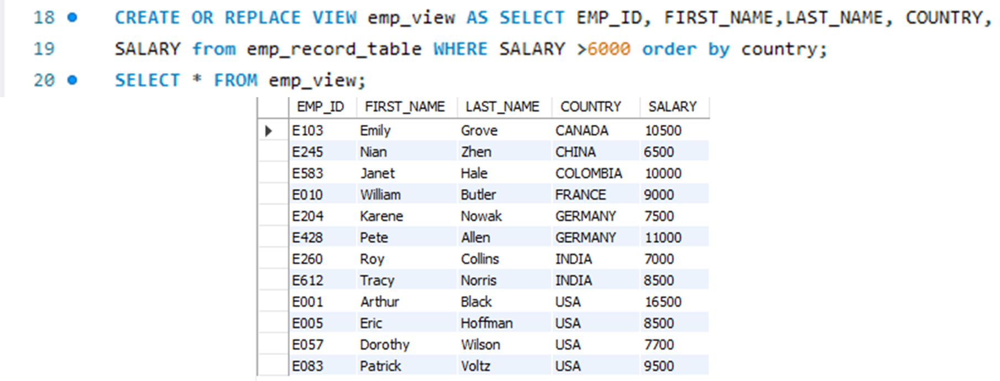 18 CREATE OR REPLACE VIEW emp_view AS SELECT EMP_ID, FIRST_NAME,LAST_NAME, COUNTRY,
19 SALARY from emp_record_table WHERE SALARY >6000 order by country;
20 SELECT * FROM emp_view;
EMP_ID FIRST_NAME LAST_NAME COUNTRY SALARY
E103 Emily Grove CANADA 10500
E245 Nian Zhen CHINA 6500
E583 Janet Hale COLOMBIA 10000
E010 William Butler FRANCE 9000
E204 Karene Nowak GERMANY 7500
E428 Pete Allen GERMANY 11000
E260 Roy Collins INDIA 7000
E612 Tracy Norris INDIA 8500
E001 Arthur Black USA 16500
E005 Eric Hoffman USA 8500
E057 Dorothy Wilson USA 7700
E083 Patrick Voltz USA 9500